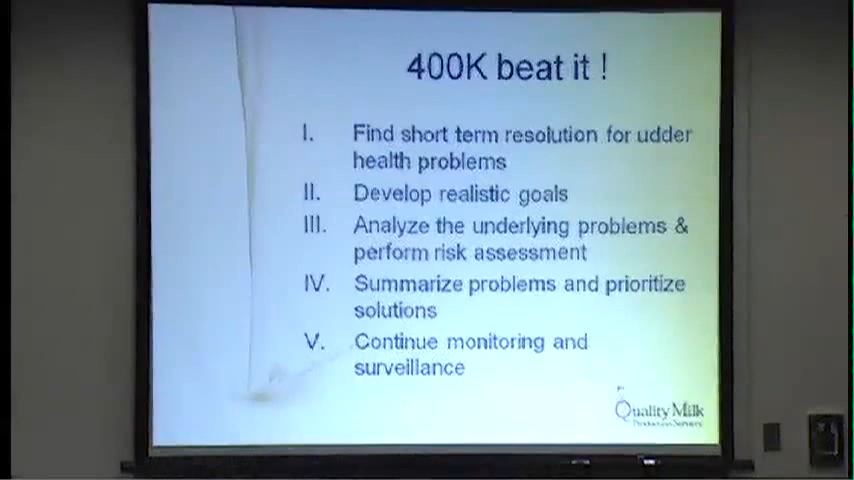 400K beat it !
I. Find short term resolution for udder
health problems
II. Develop realistic goals
III. Analyze the underlying problems &
perform risk assessment
IV. Summarize problems and prioritize
solutions
V. Continue monitoring and
surveillance
Quality Milk
Production Services